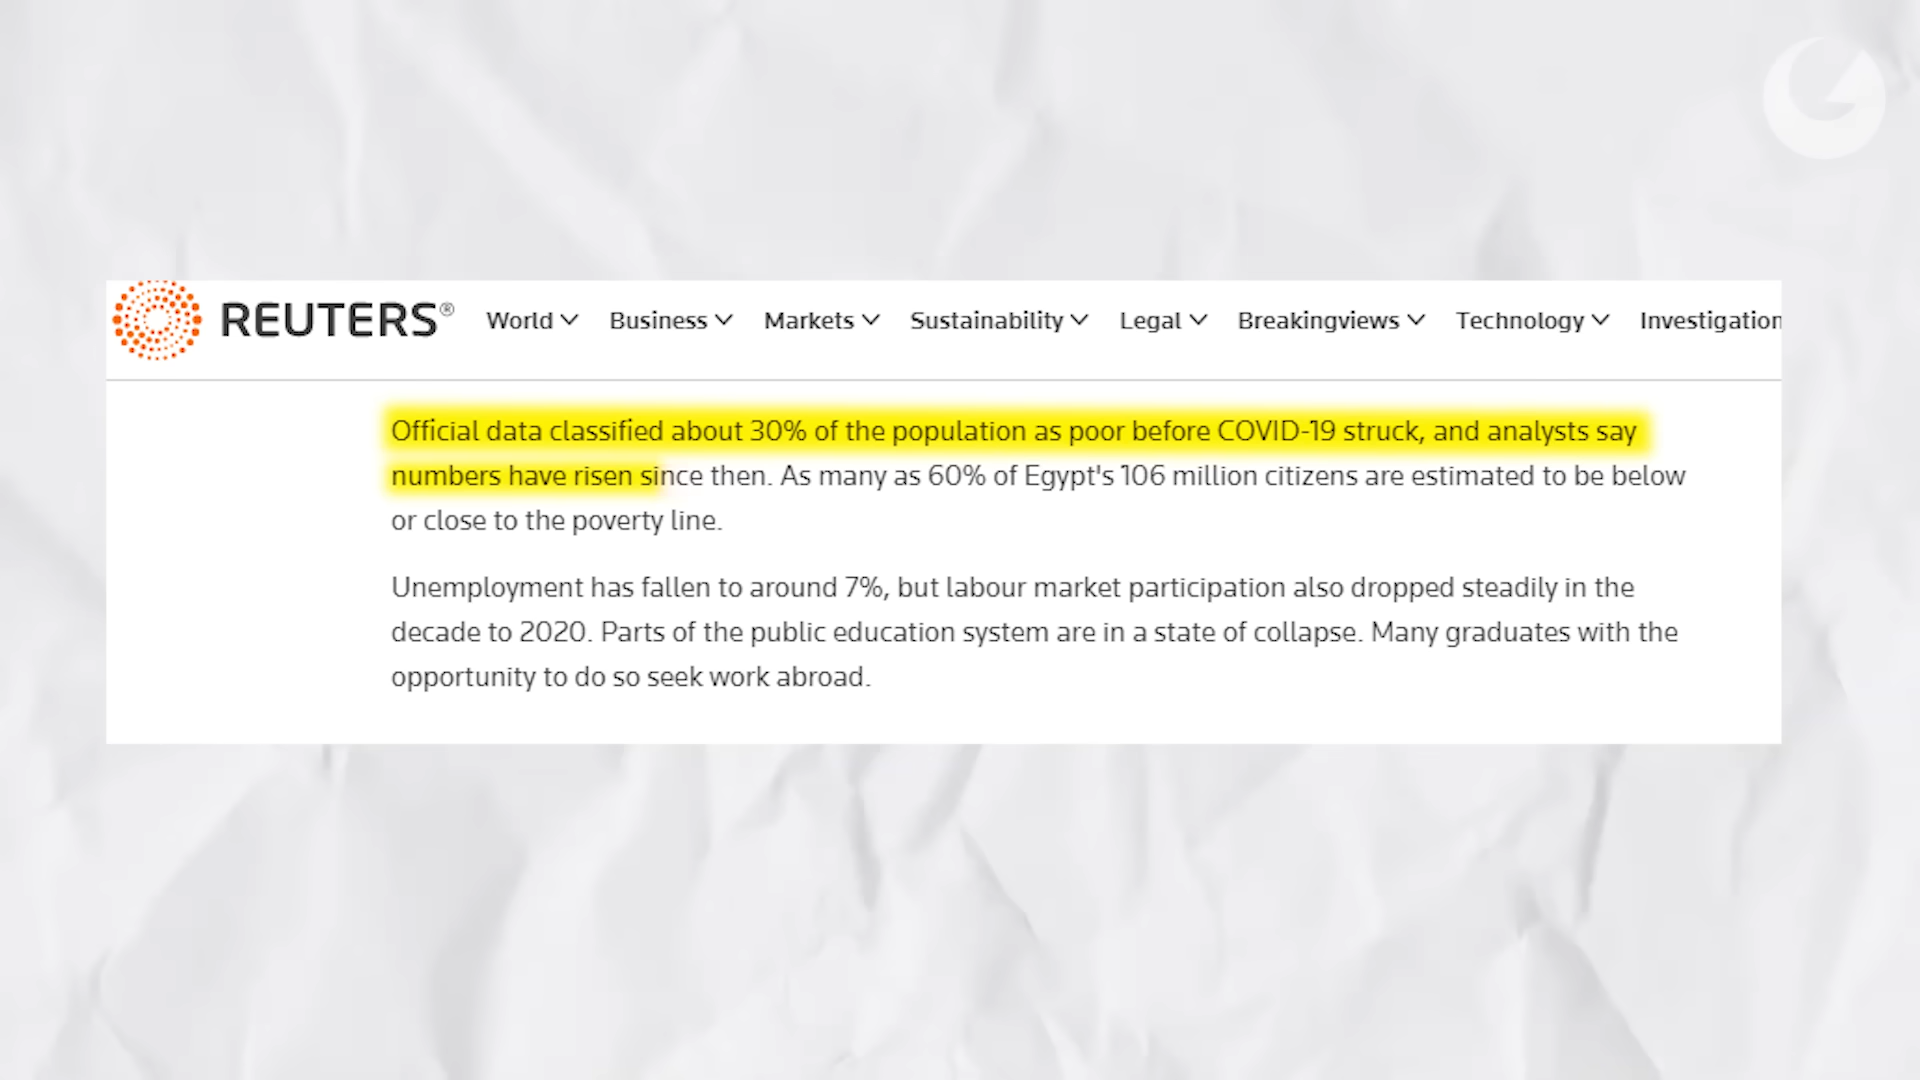 REUTERS®
World
Business
Markets
Sustainability
Legal
Breakingviews
Technology
Investigation
Official data classified about 30% of the population as poor before COVID-19 struck, and analysts say
numbers have risen since then. As many as 60% of Egypt's 106 million citizens are estimated to be below
or close to the poverty line.
Unemployment has fallen to around 7%, but labour market participation also dropped steadily in the
decade to 2020. Parts of the public education system are in a state of collapse. Many graduates with the
opportunity to do so seek work abroad.